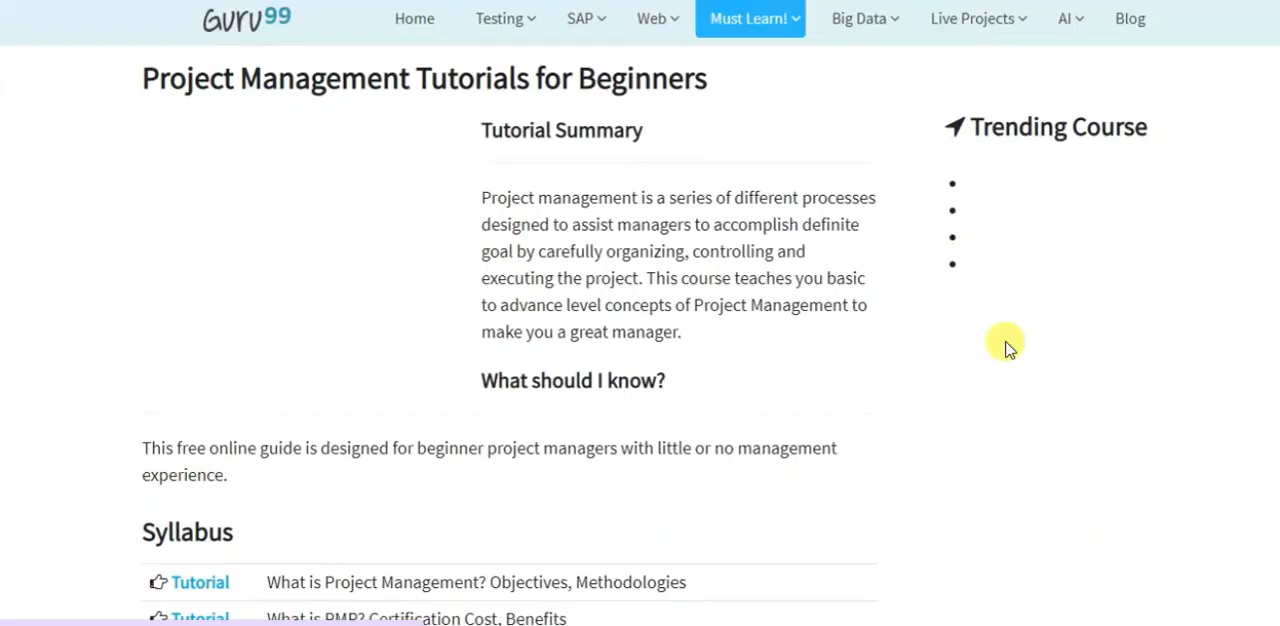 Guru99 Home Testing SAP Web Must Learn! Big Data Live Projects AI Blog
Project Management Tutorials for Beginners
Tutorial Summary
Project management is a series of different processes
designed to assist managers to accomplish definite
goal by carefully organizing, controlling and
executing the project. This course teaches you basic
to advance level concepts of Project Management to
make you a great manager.
What should I know?
This free online guide is designed for beginner project managers with little or no management
experience.
Syllabus
Tutorial What is Project Management? Objectives, Methodologies
Tutorial What is PMP? Certification Cost, Benefits
Trending Course